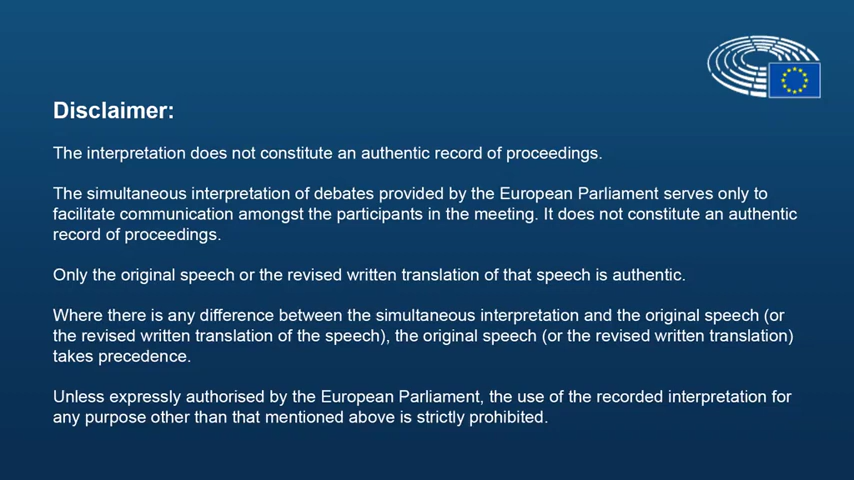 Disclaimer:
The interpretation does not constitute an authentic record of proceedings.
The simultaneous interpretation of debates provided by the European Parliament serves only to
facilitate communication amongst the participants in the meeting. It does not constitute an authentic
record of proceedings.
Only the original speech or the revised written translation of that speech is authentic.
Where there is any difference between the simultaneous interpretation and the original speech (or
the revised written translation of the speech), the original speech (or the revised written translation)
takes precedence.
Unless expressly authorised by the European Parliament, the use of the recorded interpretation for
any purpose other than that mentioned above is strictly prohibited.